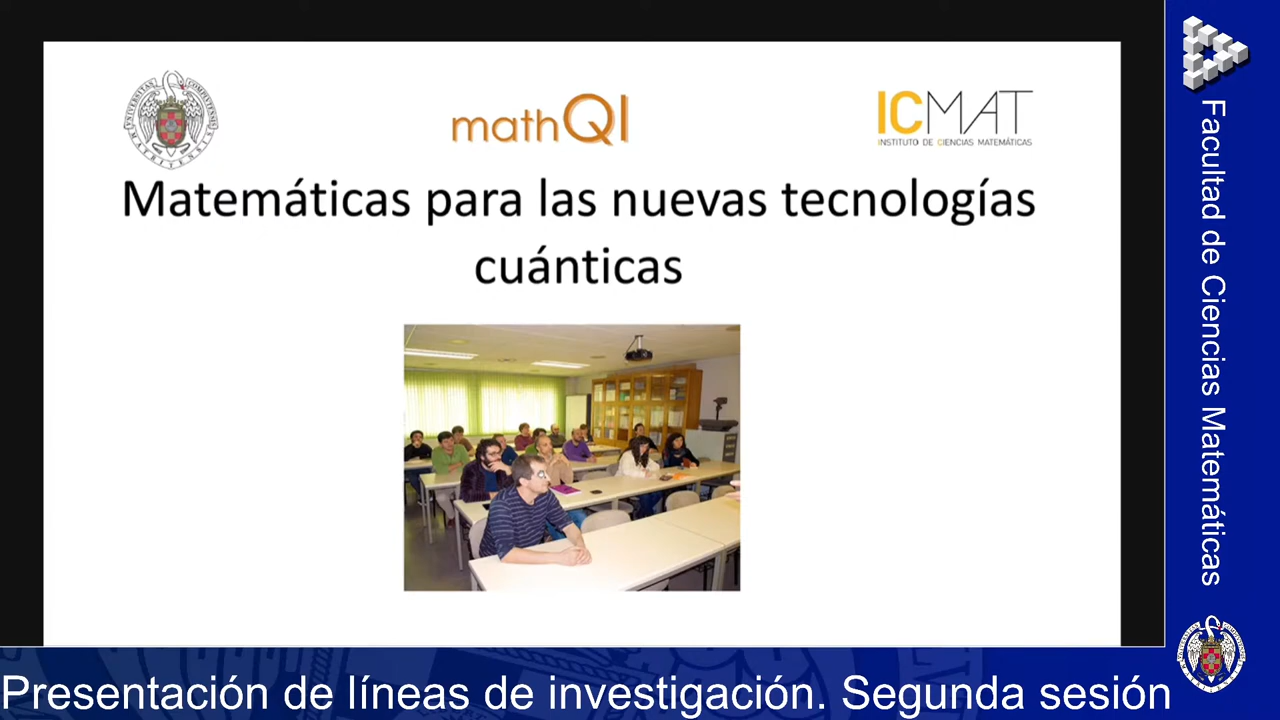 mathQI
ICMAT
INSTITUTO DE CIENCIAS MATEMÁTICAS
Matemáticas para las nuevas tecnologías
cuánticas
Facultad de Ciencias Matemáticas
Presentación de líneas de investigación. Segunda sesión